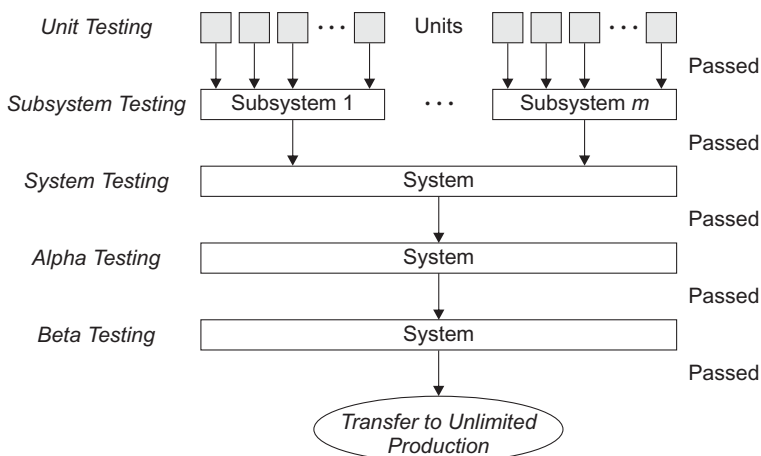 Unit Testing
Units
Passed
Subsystem Testing
Subsystem 1
...
Subsystem m
Passed
System Testing
System
Passed
Alpha Testing
System
Passed
Beta Testing
System
Passed
Transfer to Unlimited
Production